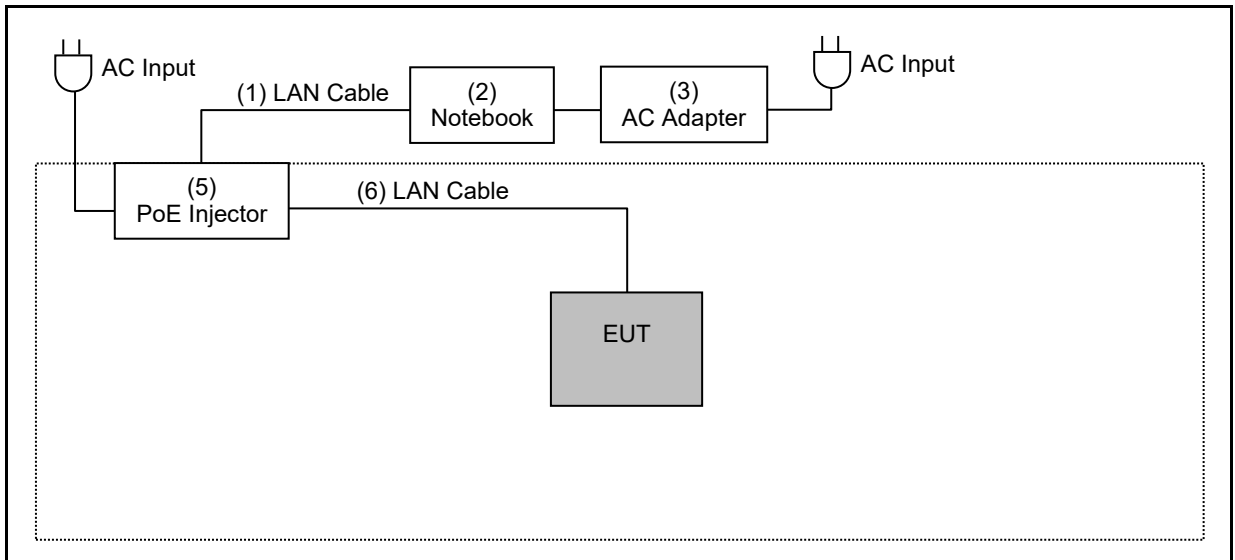 AC Input
AC Input
(1) LAN Cable
(2)
Notebook
(3)
AC Adapter
(5)
PoE Injector
(6) LAN Cable
EUT